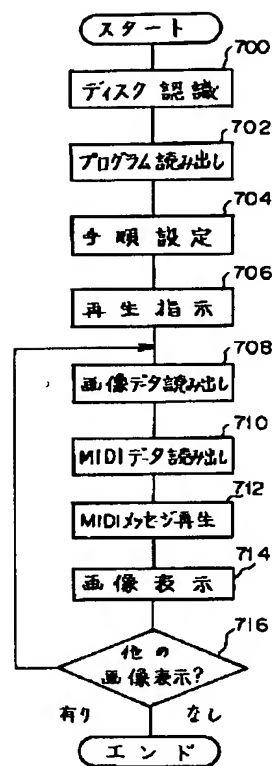 スタート
700
ディスク認識
702
プログラム読み出し
704
手順設定
706
再生指示
708
画像データ読み出し
710
MIDIデータ読み出し
712
MIDIメッセージ再生
714
画像表示
716
他の
画像表示?
有り なし
エンド